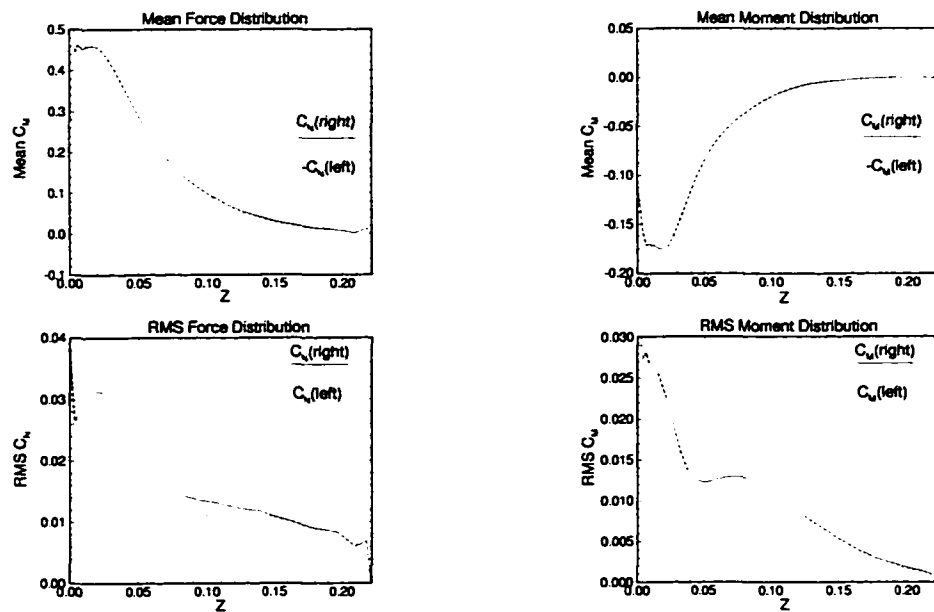 Mean Force Distribution
0.5
0.4
0.3
0.2
0.1
0.0
-0.1
Mean C_M
C_N(right)
-C_N(left)
0.00 0.05 0.10 0.15 0.20
Z
Mean Moment Distribution
0.05
0.00
-0.05
-0.10
-0.15
-0.20
Mean C_M
C_M(right)
-C_M(left)
0.00 0.05 0.10 0.15 0.20
Z
RMS Force Distribution
0.04
0.03
0.02
0.01
0.00
RMS C_N
C_N(right)
C_N(left)
0.00 0.05 0.10 0.15 0.20
Z
RMS Moment Distribution
0.030
0.025
0.020
0.015
0.010
0.005
0.000
RMS C_M
C_M(right)
C_M(left)
0.00 0.05 0.10 0.15 0.20
Z